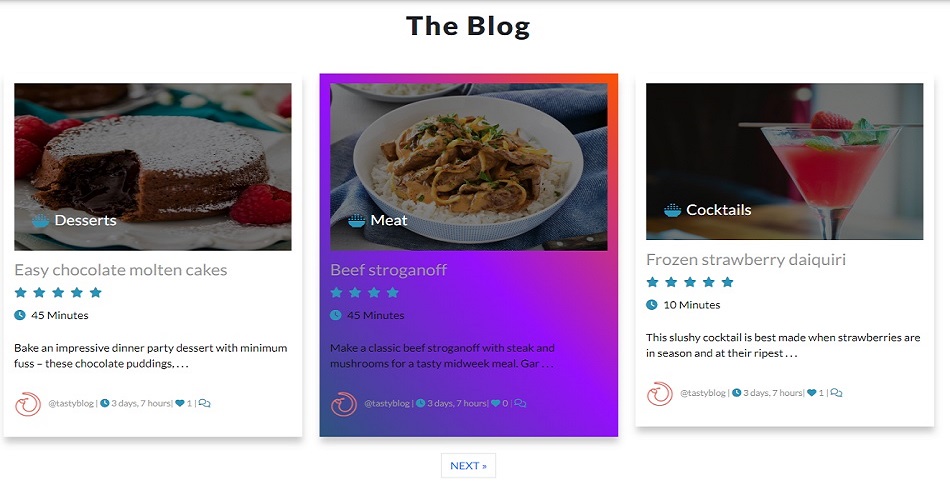 The Blog
Desserts
Easy chocolate molten cakes
45 Minutes
Bake an impressive dinner party dessert with minimum
fuss – these chocolate puddings, . . .
@tastyblog | 3 days, 7 hours| 1 |
Meat
Beef stroganoff
45 Minutes
Make a classic beef stroganoff with steak and
mushrooms for a tasty midweek meal. Gar . . .
@tastyblog | 3 days, 7 hours| 0 |
Cocktails
Frozen strawberry daiquiri
10 Minutes
This slushy cocktail is best made when strawberries are
in season and at their ripest . . .
@tastyblog | 3 days, 7 hours| 1 |
NEXT »